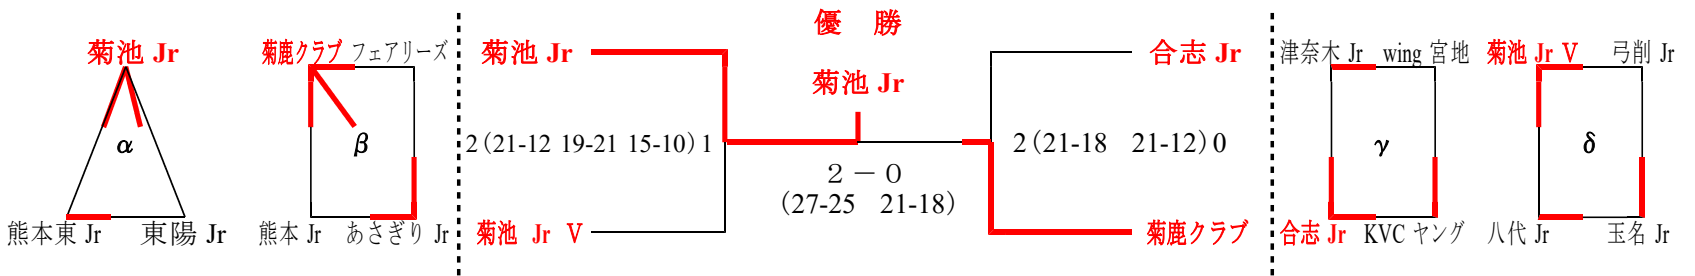 優 勝
菊池 Jr
菊池 Jr
α
熊本東 Jr 東陽 Jr
菊鹿クラブ フェアリーズ
β
熊本 Jr あさぎり Jr
菊池 Jr
2(21-12 19-21 15-10)1
菊池 Jr V
2-0
(27-25 21-18)
合志 Jr
2(21-18 21-12)0
菊鹿クラブ
津奈木 Jr wing 宮地
γ
合志 Jr KVC ヤング
菊池 Jr V 弓削 Jr
δ
八代 Jr 玉名 Jr